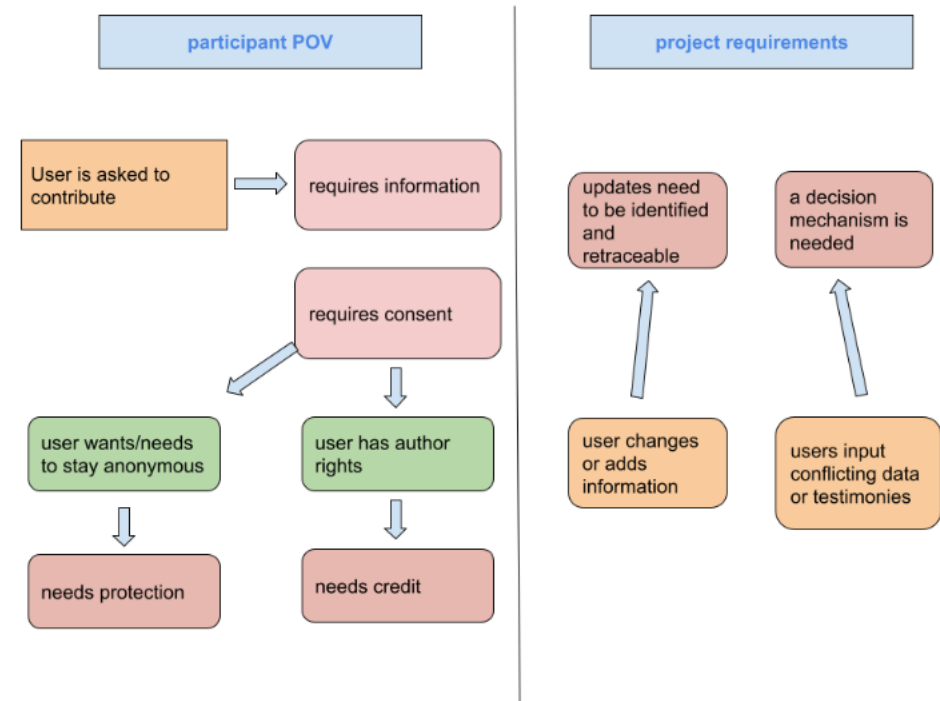 participant POV
project requirements
User is asked to
contribute
requires information
requires consent
user wants/needs
to stay anonymous
user has author
rights
needs protection
needs credit
updates need
to be identified
and
retraceable
a decision
mechanism is
needed
user changes
or adds
information
users input
conflicting data
or testimonies